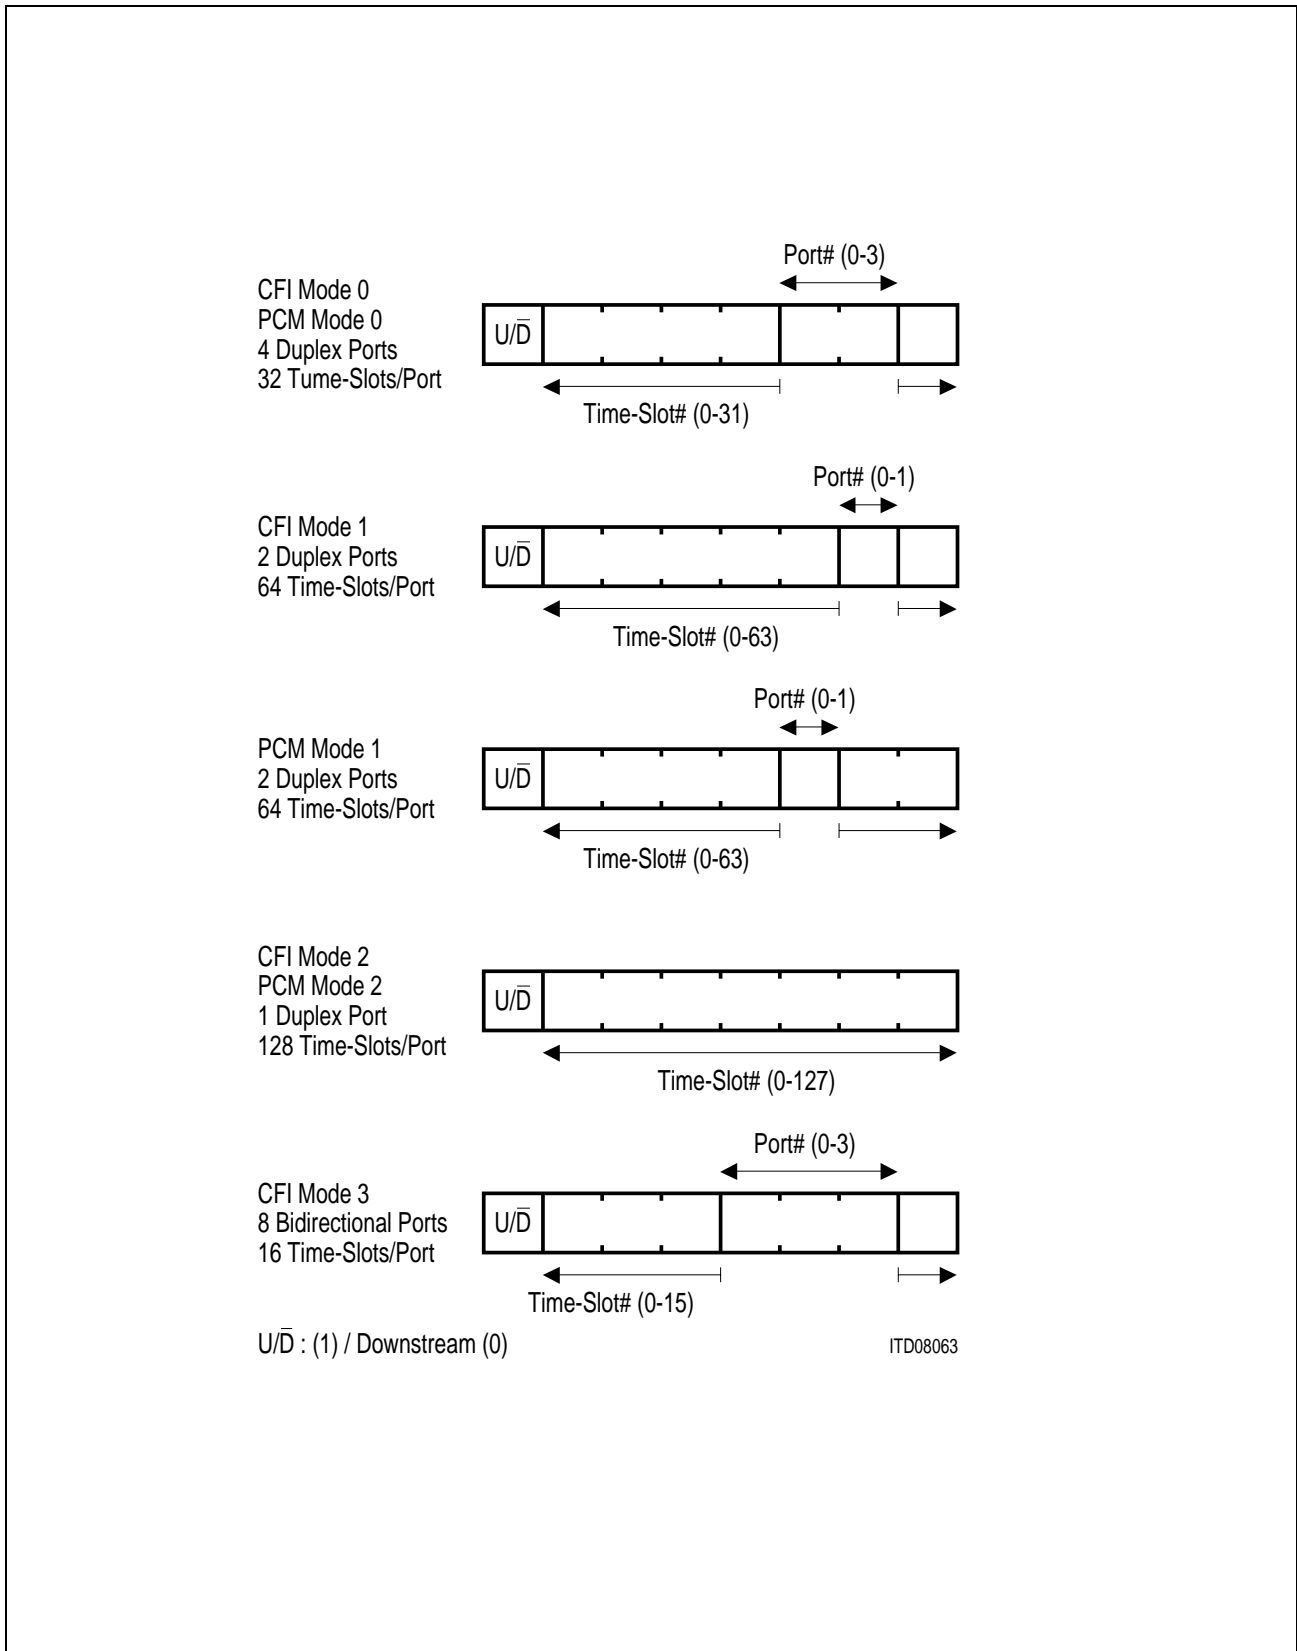 Port# (0-3)
CFI Mode 0
PCM Mode 0
4 Duplex Ports
32 Tume-Slots/Port
U/D̅
Time-Slot# (0-31)
Port# (0-1)
CFI Mode 1
2 Duplex Ports
64 Time-Slots/Port
U/D̅
Time-Slot# (0-63)
Port# (0-1)
PCM Mode 1
2 Duplex Ports
64 Time-Slots/Port
U/D̅
Time-Slot# (0-63)
CFI Mode 2
PCM Mode 2
1 Duplex Port
128 Time-Slots/Port
U/D̅
Time-Slot# (0-127)
Port# (0-3)
CFI Mode 3
8 Bidirectional Ports
16 Time-Slots/Port
U/D̅
Time-Slot# (0-15)
U/D̅ : (1) / Downstream (0)
ITD08063